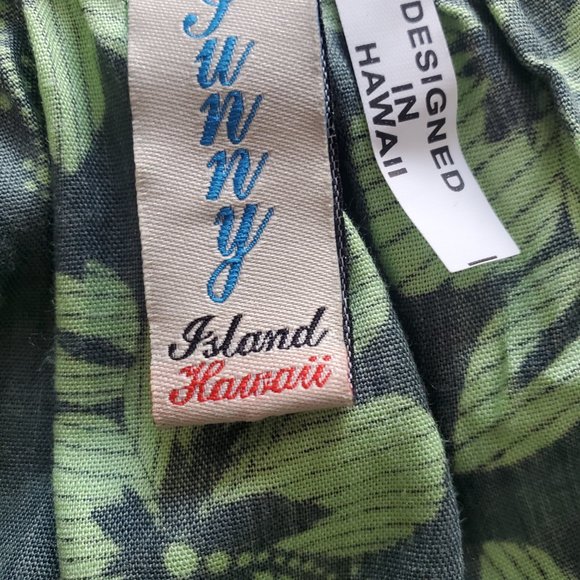 Sunny
Island
Hawaii
DESIGNED
IN
HAWAII